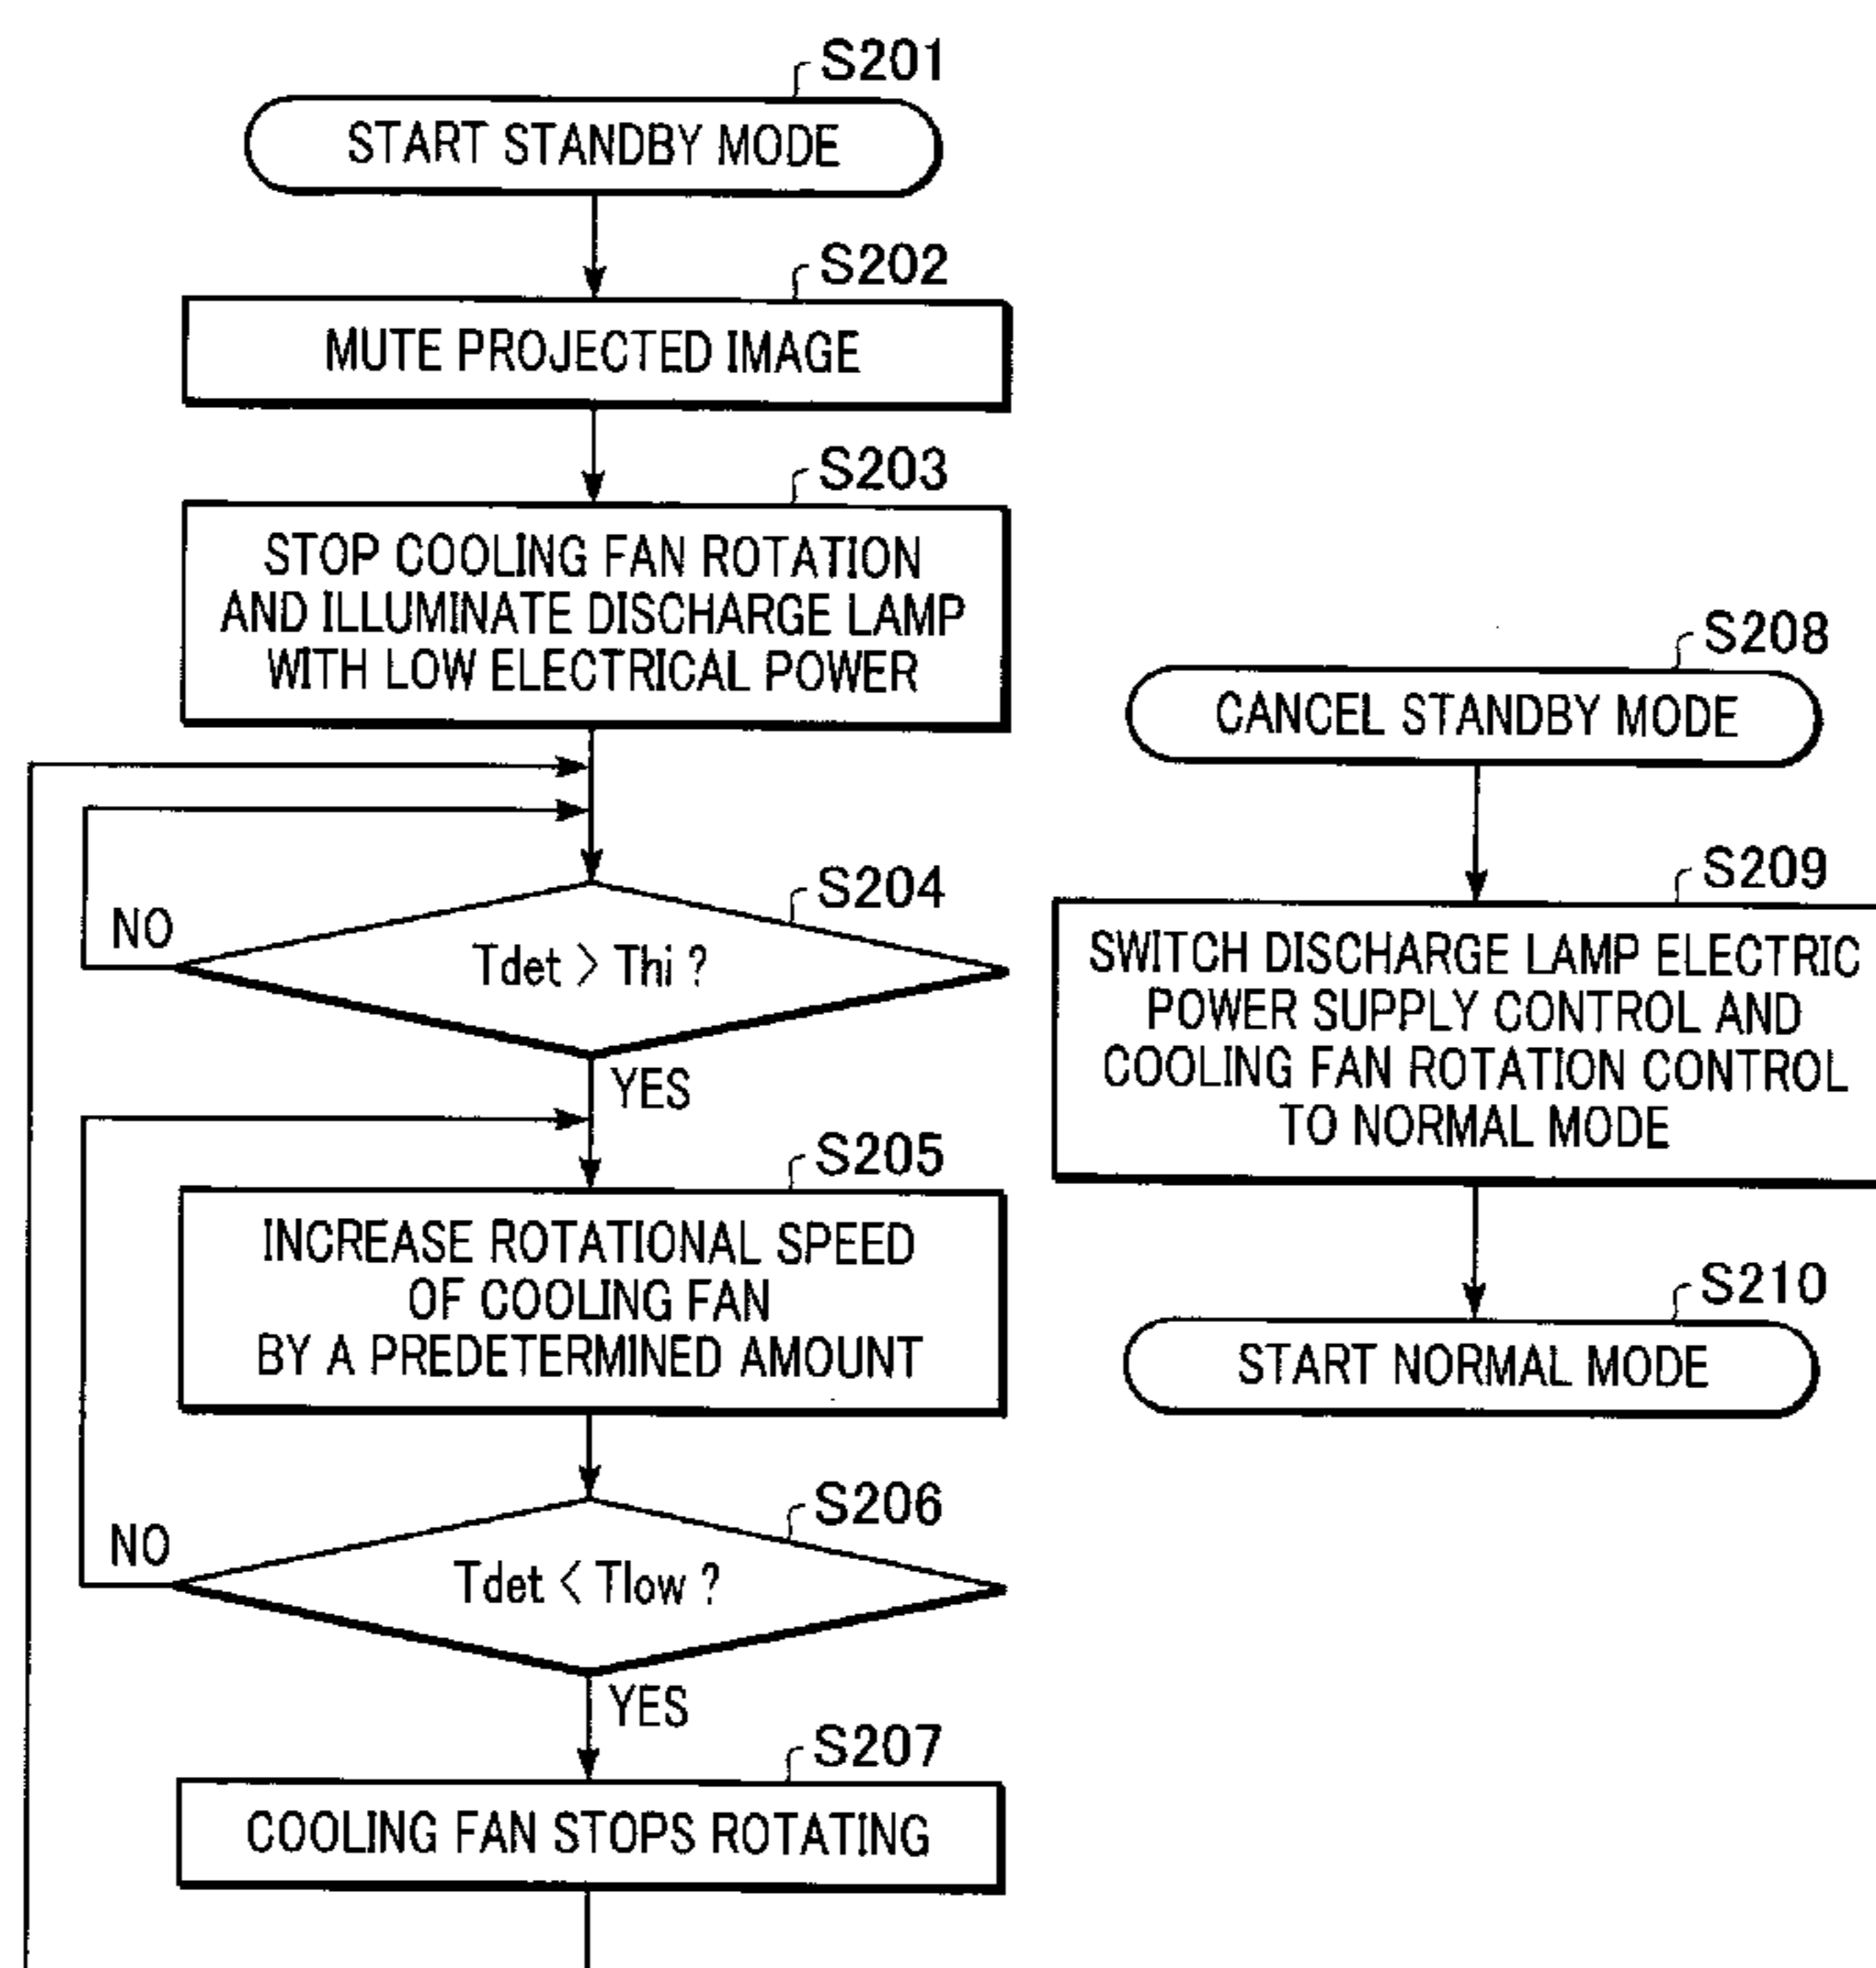 S201
START STANDBY MODE
S202
MUTE PROJECTED IMAGE
S203
STOP COOLING FAN ROTATION
AND ILLUMINATE DISCHARGE LAMP
WITH LOW ELECTRICAL POWER
S204
NO
Tdet > Thi ?
YES
S205
INCREASE ROTATIONAL SPEED
OF COOLING FAN
BY A PREDETERMINED AMOUNT
S206
NO
Tdet < Tlow ?
YES
S207
COOLING FAN STOPS ROTATING
S208
CANCEL STANDBY MODE
S209
SWITCH DISCHARGE LAMP ELECTRIC
POWER SUPPLY CONTROL AND
COOLING FAN ROTATION CONTROL
TO NORMAL MODE
S210
START NORMAL MODE